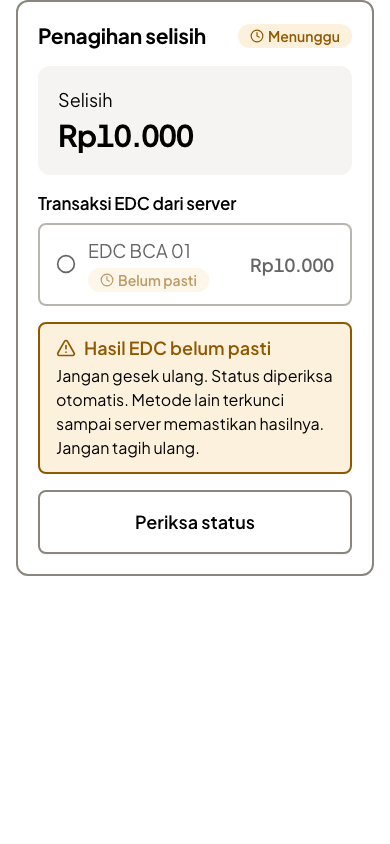 Penagihan selisih
Menunggu
Selisih
Rp10.000
Transaksi EDC dari server
EDC BCA 01
Belum pasti
Rp10.000
Hasil EDC belum pasti
Jangan gesek ulang. Status diperiksa
otomatis. Metode lain terkunci
sampai server memastikan hasilnya.
Jangan tagih ulang.
Periksa status